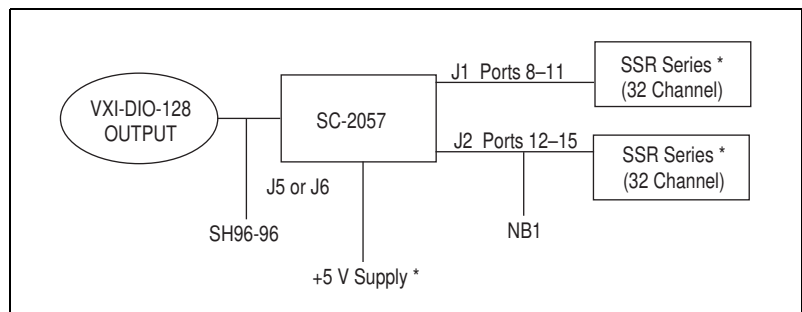 VXI-DIO-128
OUTPUT
SC-2057
J1 Ports 8–11
SSR Series *
(32 Channel)
J2 Ports 12–15
SSR Series *
(32 Channel)
J5 or J6
SH96-96
NB1
+5 V Supply *